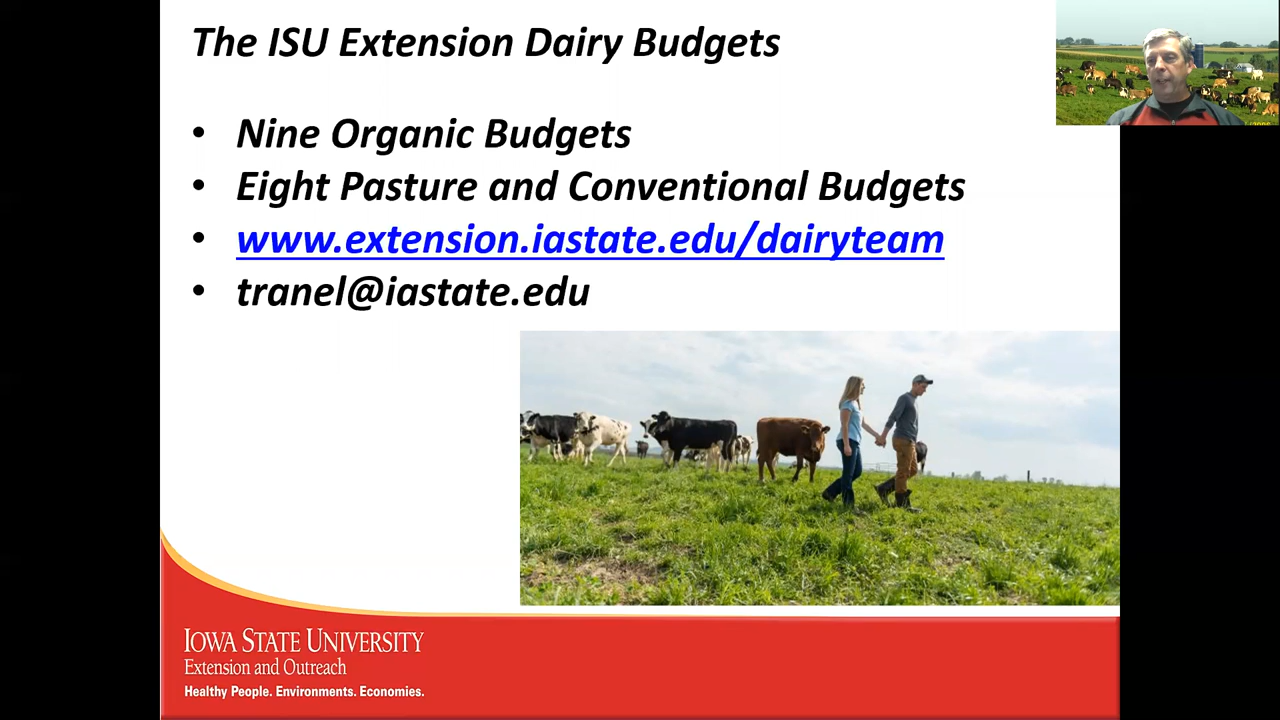 The ISU Extension Dairy Budgets
• Nine Organic Budgets
• Eight Pasture and Conventional Budgets
• www.extension.iastate.edu/dairyteam
• tranel@iastate.edu
IOWA STATE UNIVERSITY
Extension and Outreach
Healthy People. Environments. Economies.